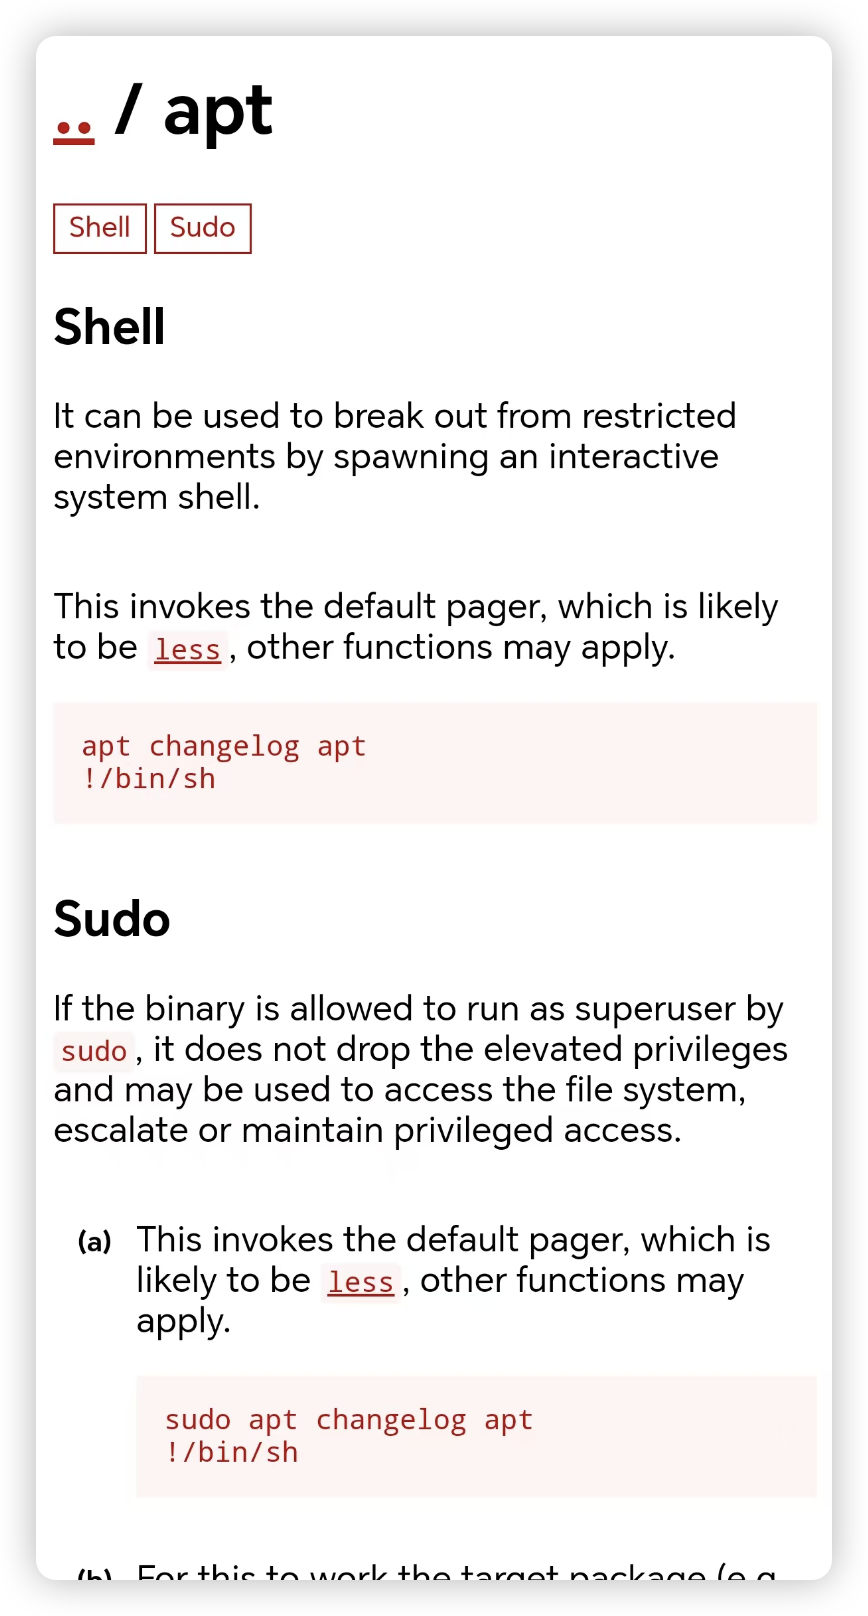 .. / apt
Shell Sudo
Shell
It can be used to break out from restricted
environments by spawning an interactive
system shell.
This invokes the default pager, which is likely
to be less, other functions may apply.
apt changelog apt
!/bin/sh
Sudo
If the binary is allowed to run as superuser by
sudo, it does not drop the elevated privileges
and may be used to access the file system,
escalate or maintain privileged access.
(a) This invokes the default pager, which is
likely to be less, other functions may
apply.
sudo apt changelog apt
!/bin/sh
(b) For this to work the target package (e.g.